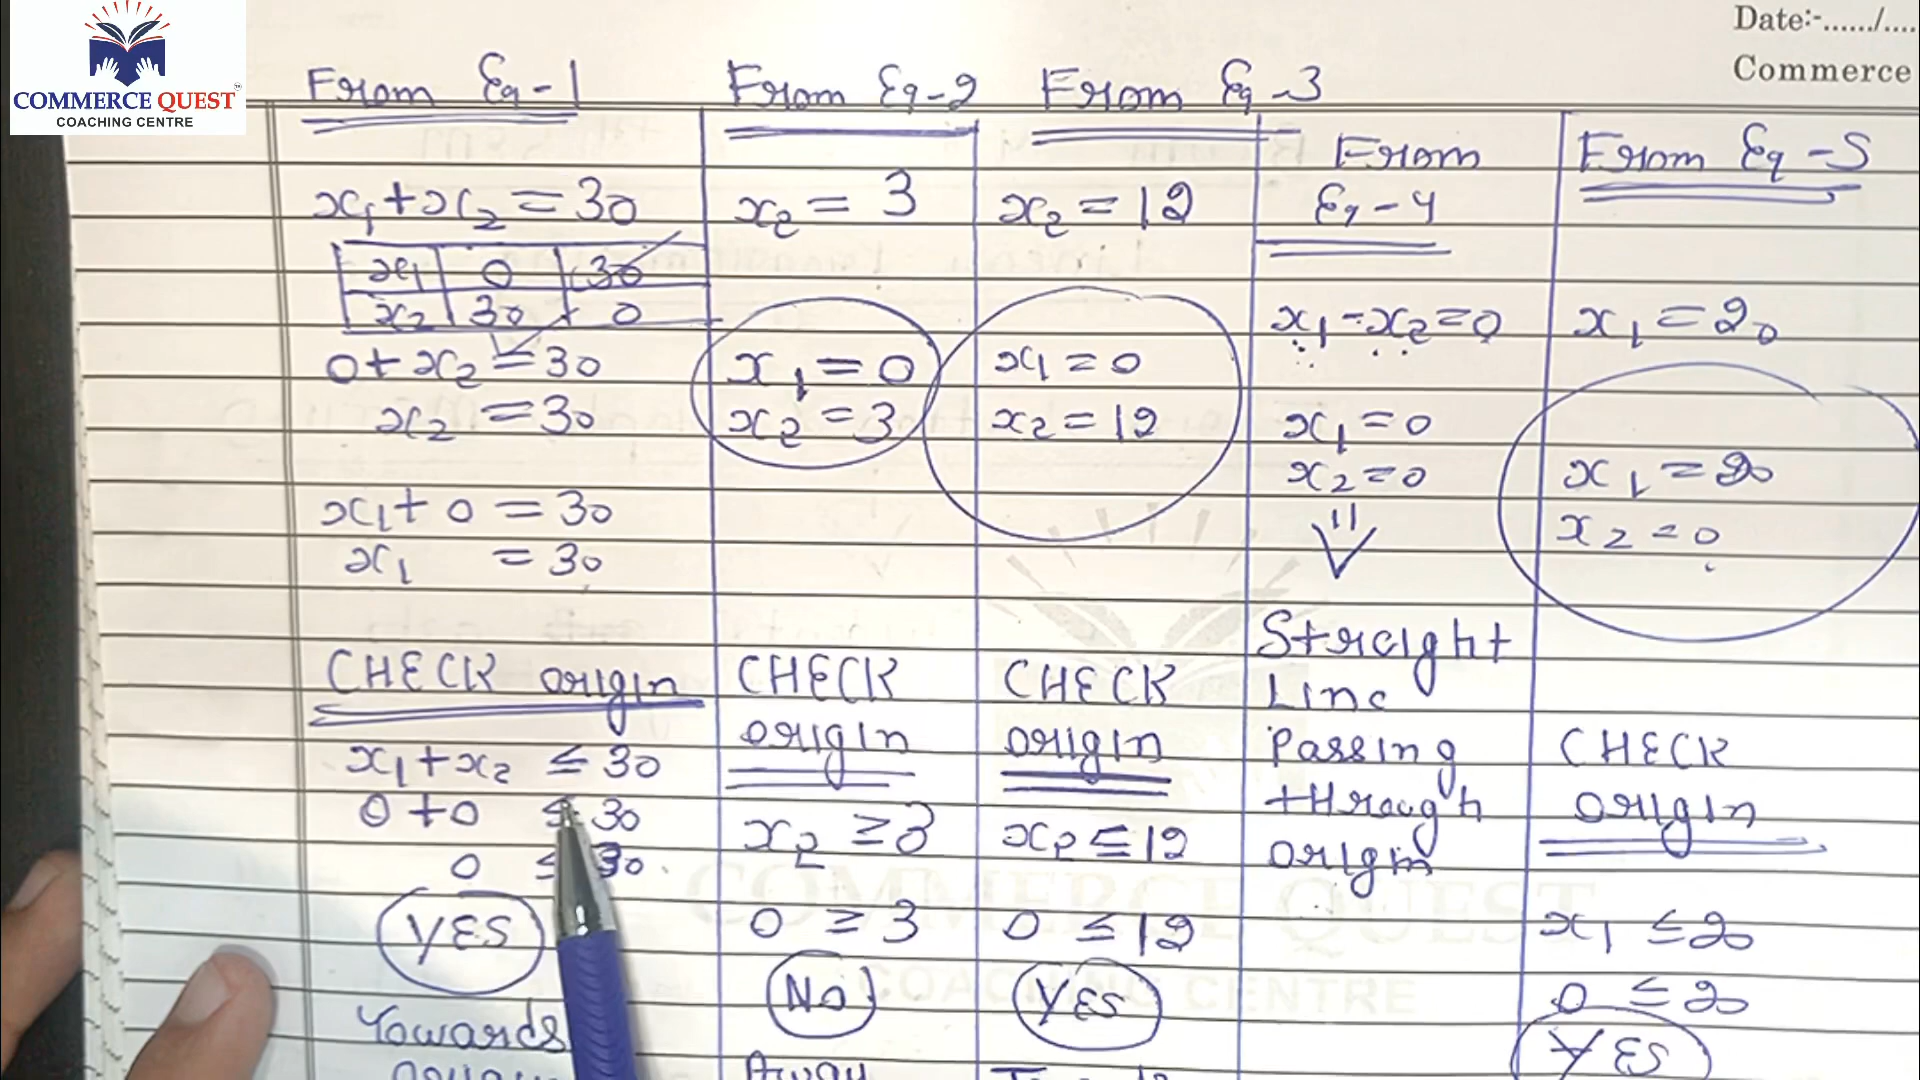 COMMERCE QUEST
COACHING CENTRE
Date:-....../....
Commerce
From Eq-1
x₁+x₂ = 30
x₁ | 0 | 30
x₂ | 30 | 0
0+x₂ = 30
x₂ = 30
x₁+0 = 30
x₁ = 30
CHECK origin
x₁+x₂ ≤ 30
0+0 ≤ 30
0 ≤ 30
YES
Towards
From Eq-2
x₂ = 3
x₁ = 0
x₂ = 3
CHECK
origin
x₂ ≥ 3
0 ≥ 3
NO
Away
From Eq-3
x₂ = 12
x₁ = 0
x₂ = 12
CHECK
origin
x₂ ≤ 12
0 ≤ 12
YES
From
Eq-4
x₁-x₂=0
x₁ = 0
x₂ = 0
Straight
Line
Passing
through
origin
From Eq-5
x₁ = 20
x₁ = 20
x₂ = 0
CHECK
origin
x₁ ≤ 20
0 ≤ 20
YES
COMMERCE QUEST
COACHING CENTRE